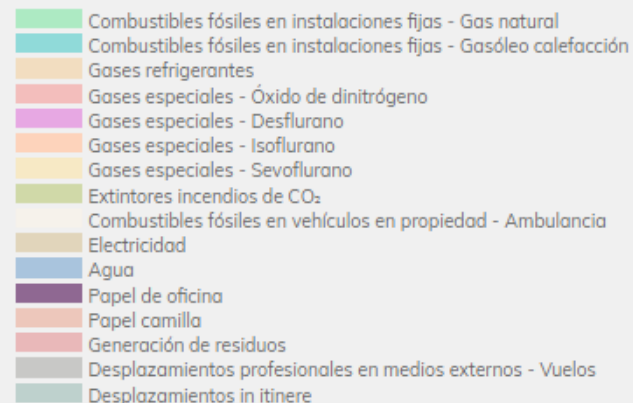 Combustibles fósiles en instalaciones fijas - Gas natural
Combustibles fósiles en instalaciones fijas - Gasóleo calefacción
Gases refrigerantes
Gases especiales - Óxido de dinitrógeno
Gases especiales - Desflurano
Gases especiales - Isoflurano
Gases especiales - Sevoflurano
Extintores incendios de CO₂
Combustibles fósiles en vehículos en propiedad - Ambulancia
Electricidad
Agua
Papel de oficina
Papel camilla
Generación de residuos
Desplazamientos profesionales en medios externos - Vuelos
Desplazamientos in itinere